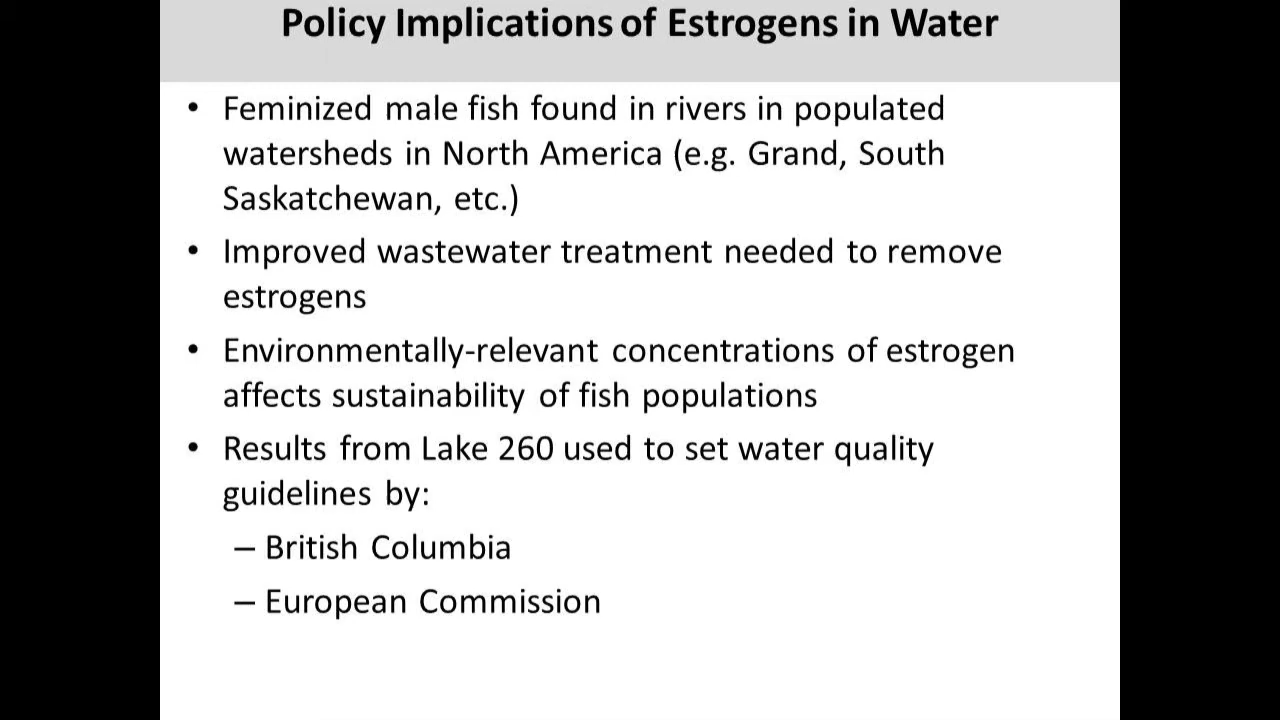 Policy Implications of Estrogens in Water
• Feminized male fish found in rivers in populated
watersheds in North America (e.g. Grand, South
Saskatchewan, etc.)
• Improved wastewater treatment needed to remove
estrogens
• Environmentally-relevant concentrations of estrogen
affects sustainability of fish populations
• Results from Lake 260 used to set water quality
guidelines by:
– British Columbia
– European Commission